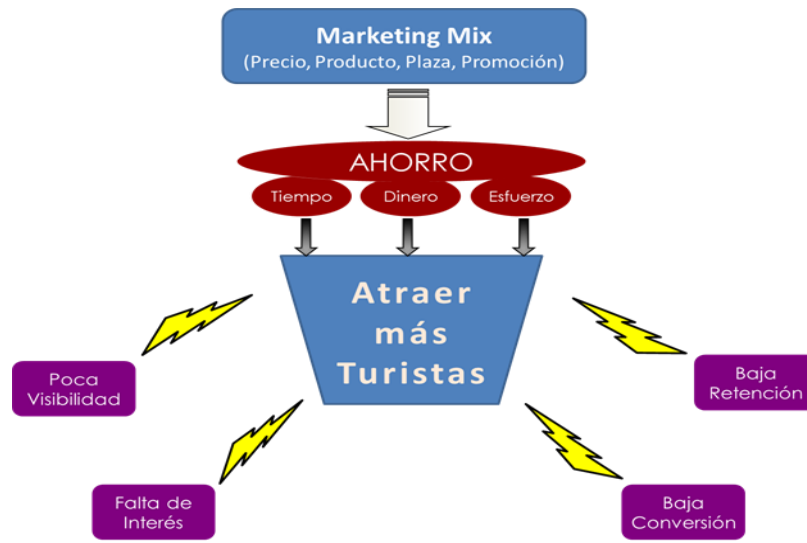 Marketing Mix
(Precio, Producto, Plaza, Promoción)
AHORRO
Tiempo
Dinero
Esfuerzo
Atraer
más
Turistas
Poca
Visibilidad
Baja
Retención
Falta de
Interés
Baja
Conversión